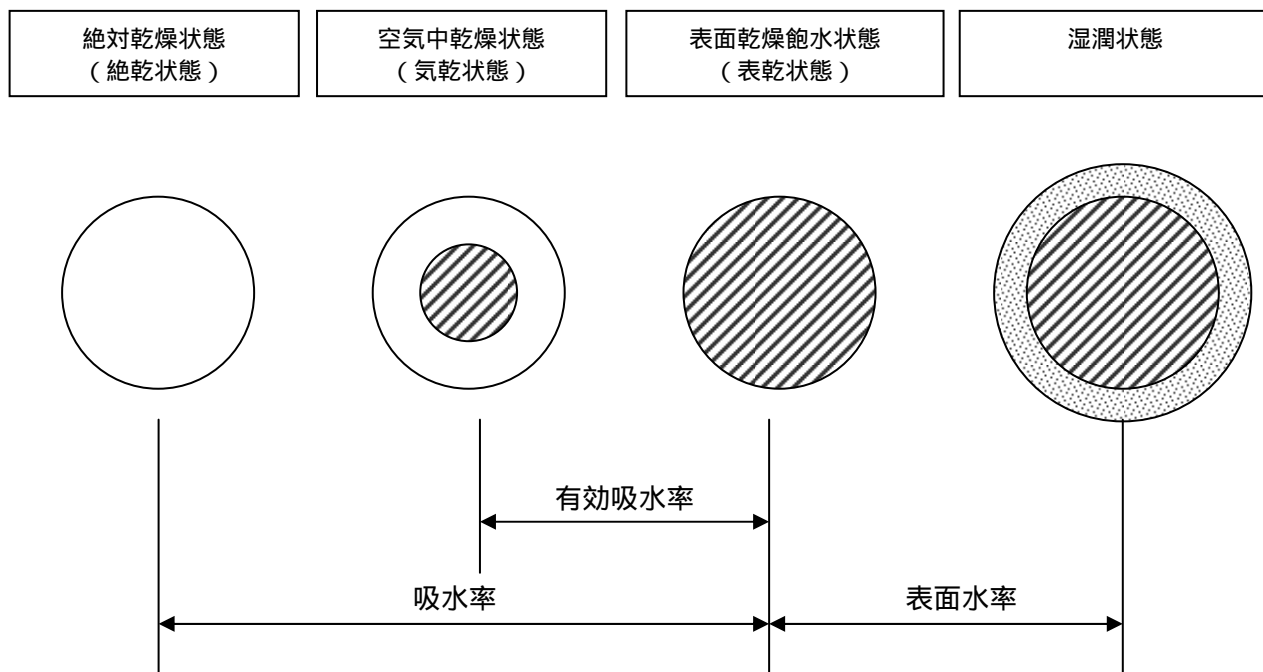 絶対乾燥状態
（絶乾状態）
空気中乾燥状態
（気乾状態）
表面乾燥飽水状態
（表乾状態）
湿潤状態
有効吸水率
吸水率
表面水率